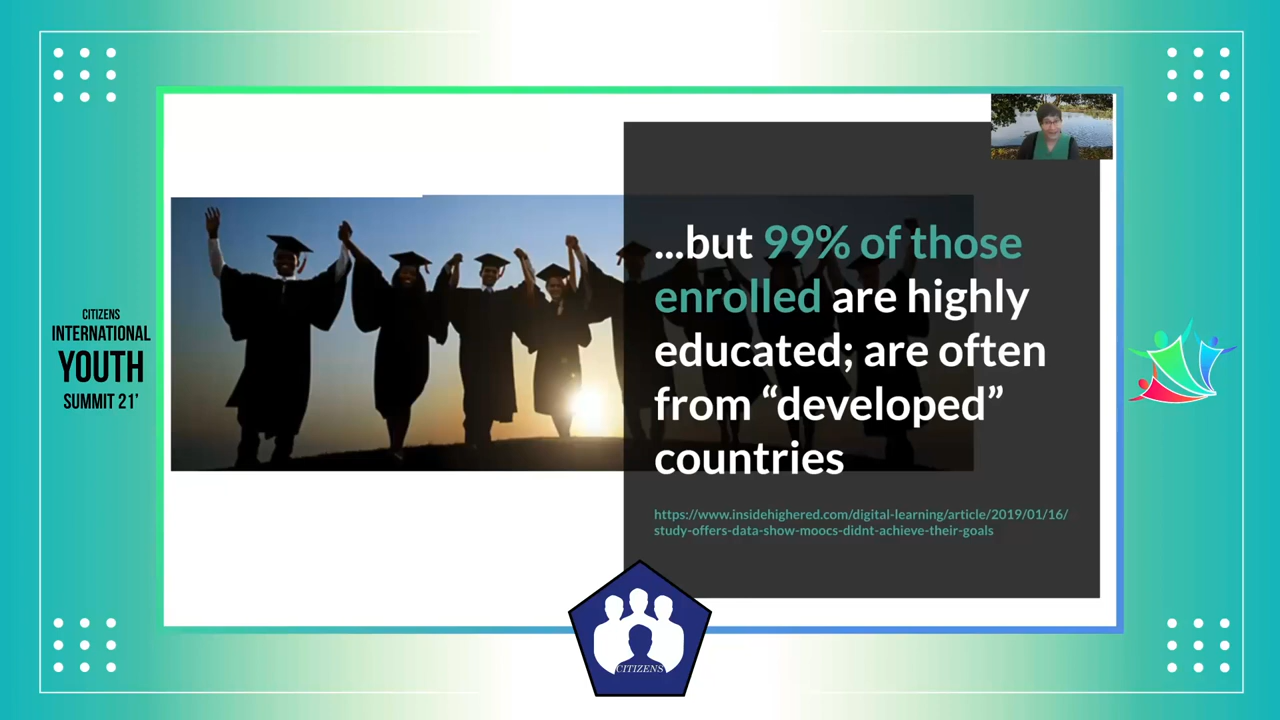 CITIZENS
INTERNATIONAL
YOUTH
SUMMIT 21’
...but 99% of those
enrolled are highly
educated; are often
from “developed”
countries
https://www.insidehighered.com/digital-learning/article/2019/01/16/
study-offers-data-show-moocs-didnt-achieve-their-goals
CITIZENS